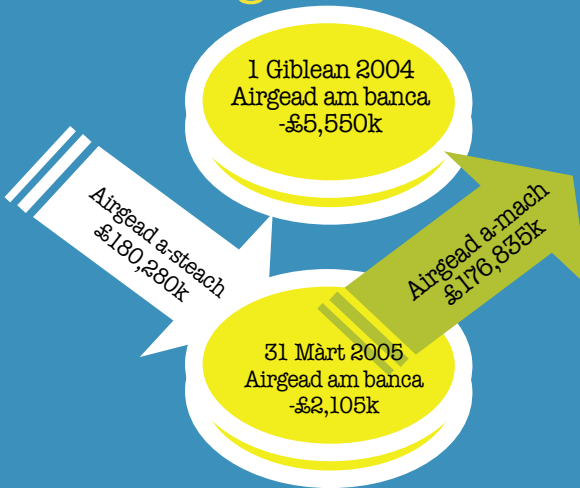 1 Giblean 2004
Airgead am banca
-£5,550k
Airgead a-steach
£180,280k
Airgead a-mach
£176,835k
31 Màrt 2005
Airgead am banca
-£2,105k